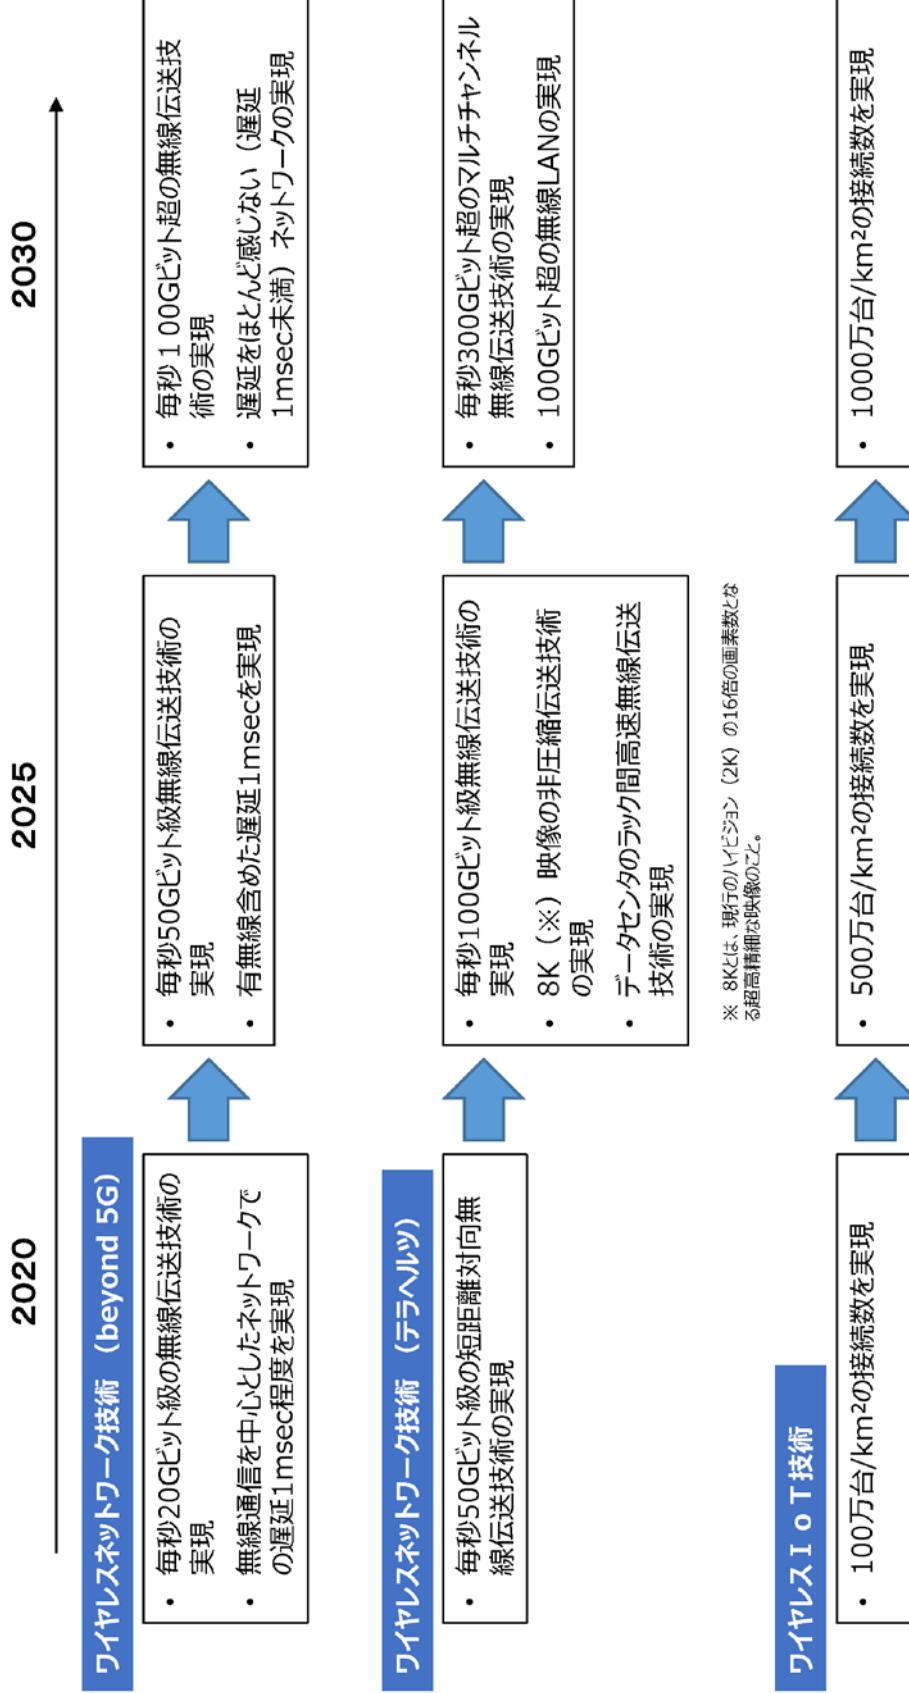 2020
2025
2030
ワイヤレスネットワーク技術 （beyond 5G）
• 毎秒20Gビット級の無線伝送技術の
実現
• 無線通信を中心としたネットワークで
の遅延1msec程度を実現
• 毎秒50Gビット級無線伝送技術の
実現
• 有無線含めた遅延1msecを実現
• 毎秒１００Gビット超の無線伝送技
術の実現
• 遅延をほとんど感じない（遅延
1msec未満）ネットワークの実現
ワイヤレスネットワーク技術 （テラヘルツ）
• 毎秒50Gビット級の短距離対向無
線伝送技術の実現
• 毎秒100Gビット級無線伝送技術の
実現
• 8K（※）映像の非圧縮伝送技術
の実現
• データセンタのラック間高速無線伝送
技術の実現
• 毎秒300Gビット超のマルチチャンネル
無線伝送技術の実現
• 100Gビット超の無線LANの実現
※ 8Kとは、現行のハイビジョン（2K）の16倍の画素数とな
る超高精細な映像のこと。
ワイヤレスＩｏＴ技術
• 100万台/km²の接続数を実現
• 500万台/km²の接続数を実現
• 1000万台/km²の接続数を実現